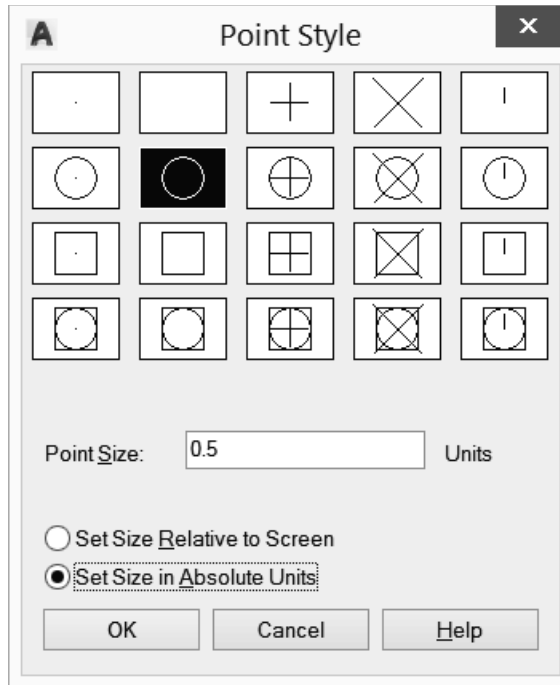 A Point Style X
Point Size: 0.5 Units
Set Size Relative to Screen
Set Size in Absolute Units
OK Cancel Help